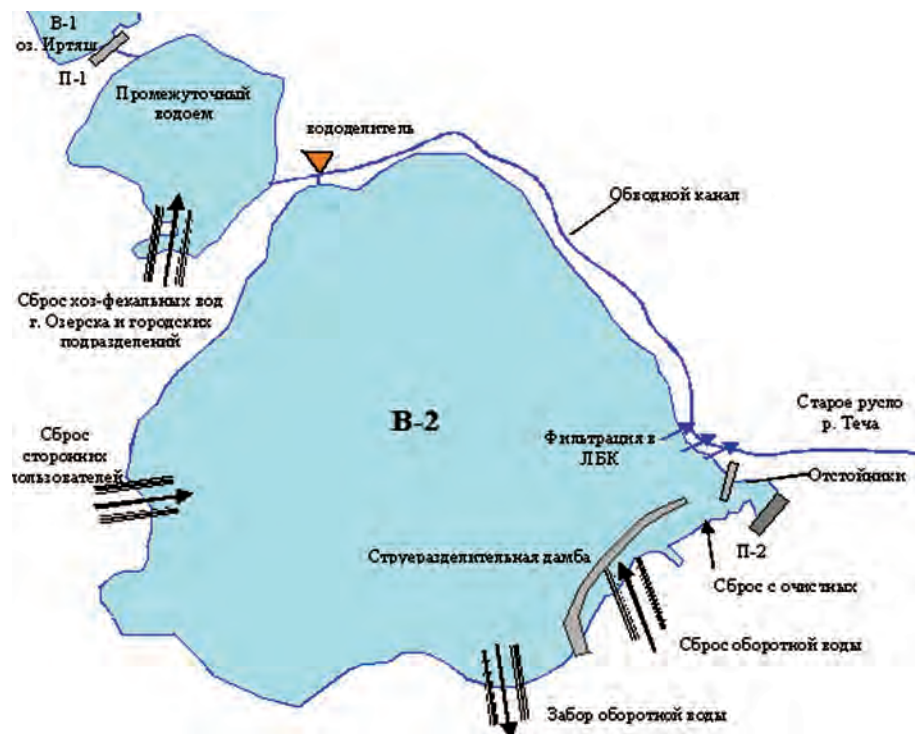 В-1
оз. Иртяш
П-1
Промежуточный
водоем
вододелитель
Обводной канал
Сброс хоз-фекальных вод
г. Озерска и городских
подразделений
В-2
Старое русло
р. Теча
Фильтрация в
ЛБК
Сброс
сторонних
пользователей
Отстойники
П-2
Струеразделительная дамба
Сброс с очистных
Сброс оборотной воды
Забор оборотной воды